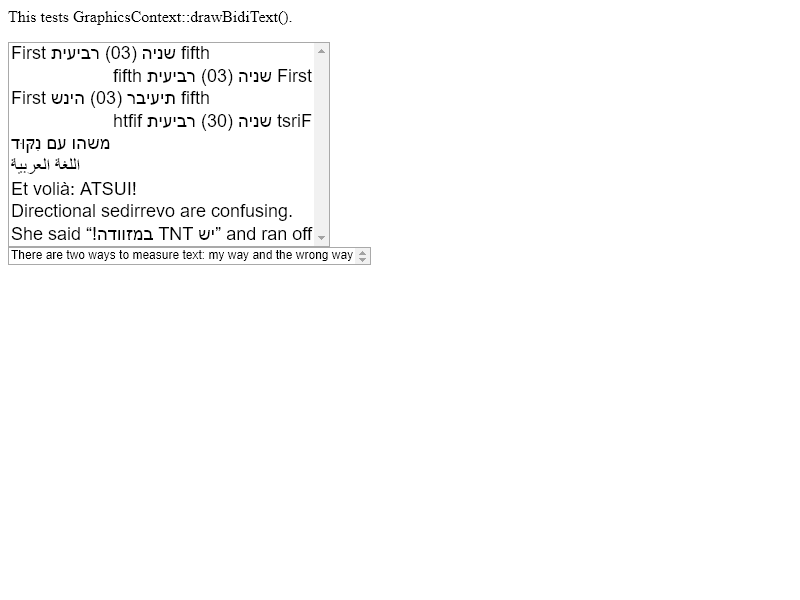 This tests GraphicsContext::drawBidiText().
First שניה (03) רביעית fifth
First שניה (03) רביעית fifth
First תיעיבר (03) הינש fifth
tsriF שניה (30) רביעית htfif
משהו עם נִקּוּד
اللغة العربية
Et volià: ATSUI!
Directional sedirrevo are confusing.
She said “יש TNT במזוודה!” and ran off
There are two ways to measure text: my way and the wrong way